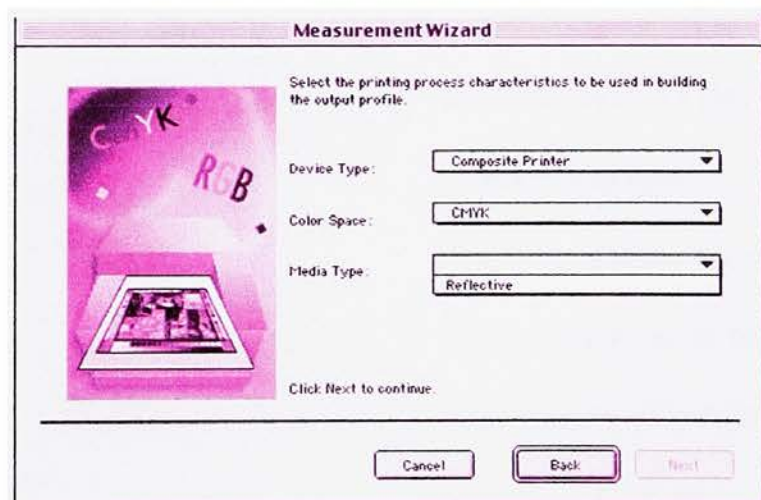 Measurement Wizard
CMYK
RGB
Select the printing process characteristics to be used in building
the output profile.
Device Type:
Composite Printer
Color Space:
CMYK
Media Type:
Reflective
Click Next to continue.
Cancel
Back
Next